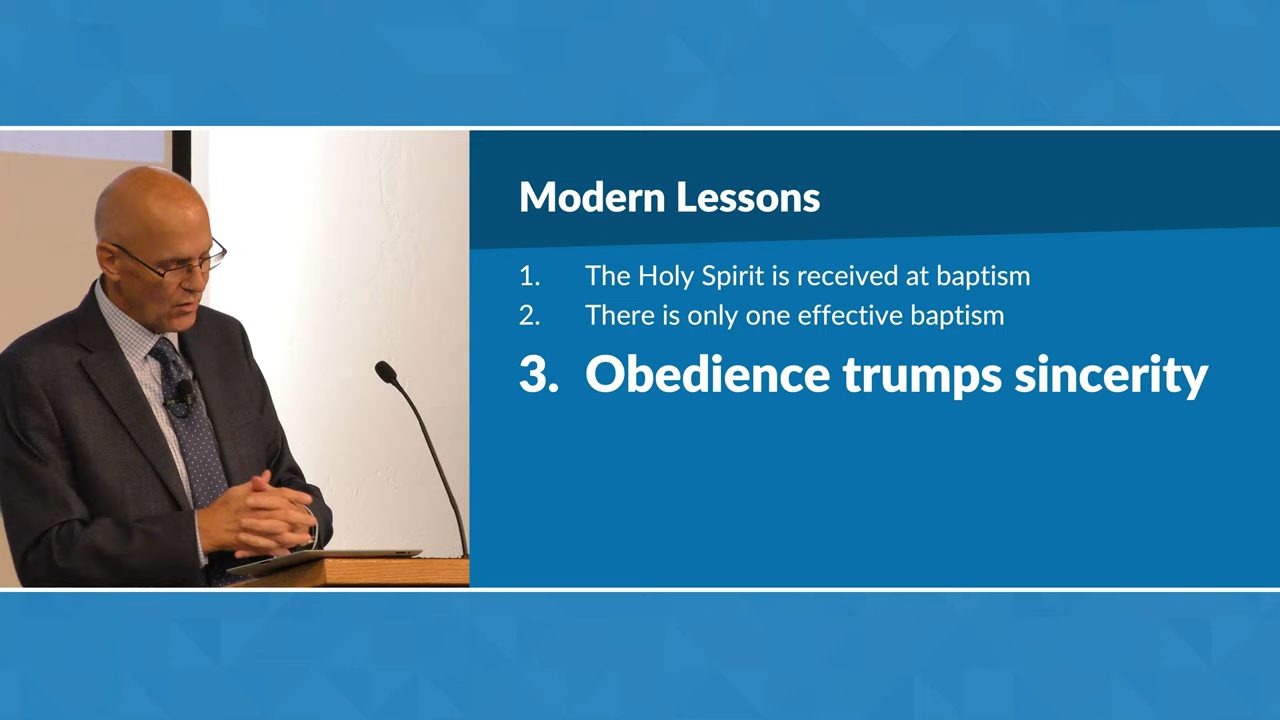 Modern Lessons
1. The Holy Spirit is received at baptism
2. There is only one effective baptism
3. Obedience trumps sincerity